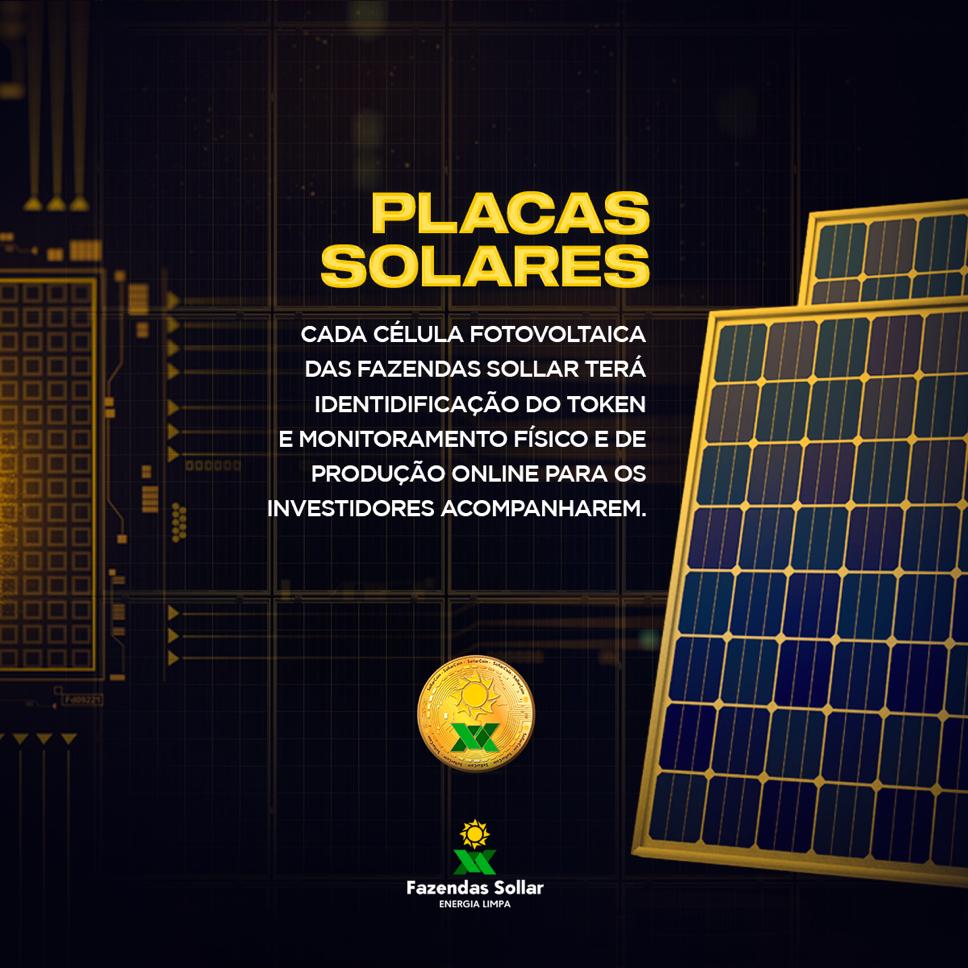 PLACAS
SOLARES
CADA CÉLULA FOTOVOLTAICA
DAS FAZENDAS SOLLAR TERÁ
IDENTIDIFICAÇÃO DO TOKEN
E MONITORAMENTO FÍSICO E DE
PRODUÇÃO ONLINE PARA OS
INVESTIDORES ACOMPANHAREM.
Fd09221
Fazendas Sollar
ENERGIA LIMPA